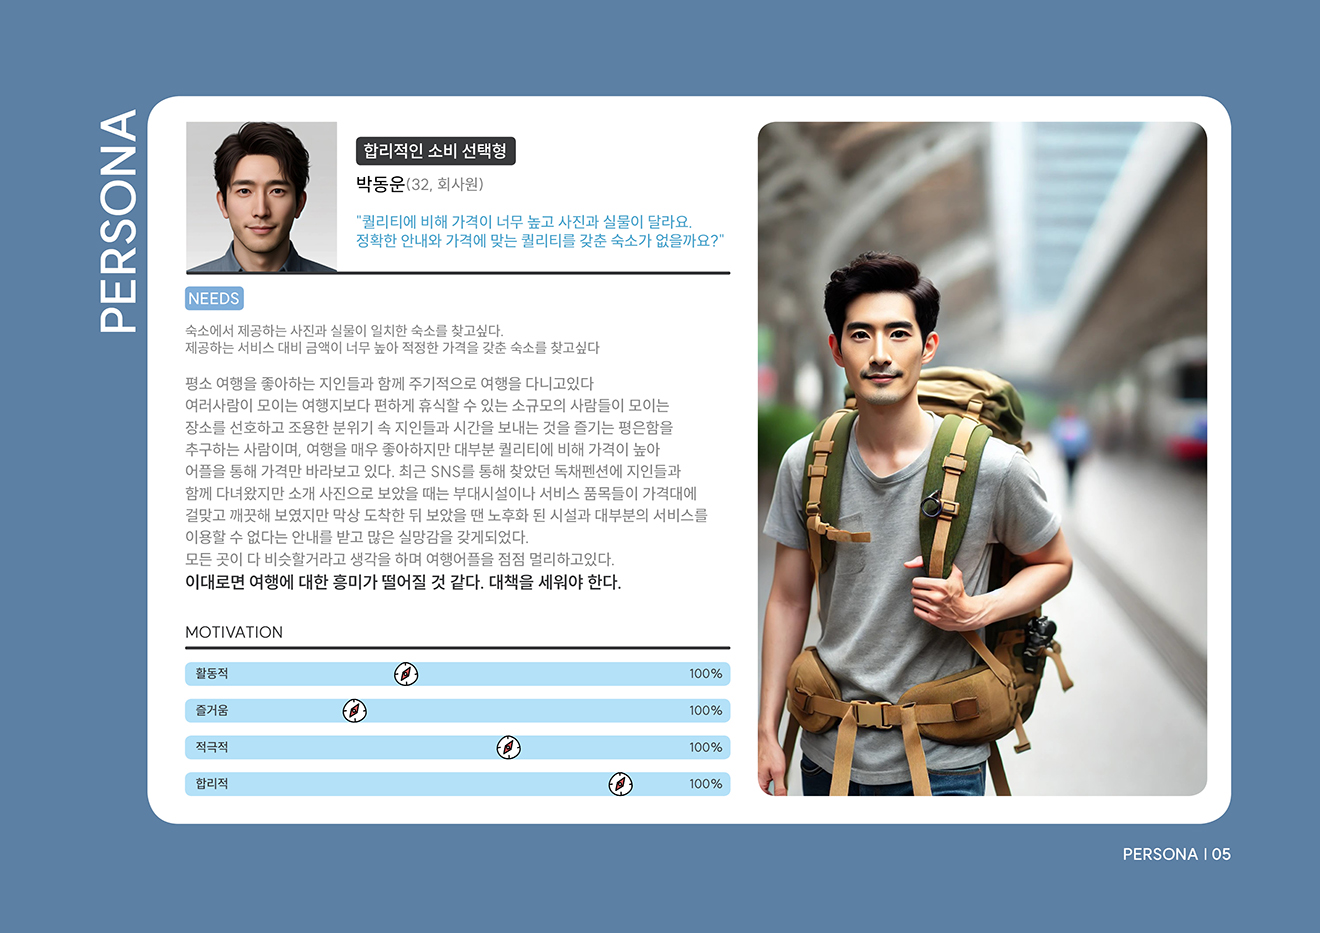 PERSONA
합리적인 소비 선택형
박동운(32, 회사원)
"퀄리티에 비해 가격이 너무 높고 사진과 실물이 달라요.
정확한 안내와 가격에 맞는 퀄리티를 갖춘 숙소가 없을까요?"
NEEDS
숙소에서 제공하는 사진과 실물이 일치한 숙소를 찾고싶다.
제공하는 서비스 대비 금액이 너무 높아 적정한 가격을 갖춘 숙소를 찾고싶다
평소 여행을 좋아하는 지인들과 함께 주기적으로 여행을 다니고있다
여러사람이 모이는 여행지보다 편하게 휴식할 수 있는 소규모의 사람들이 모이는
장소를 선호하고 조용한 분위기 속 지인들과 시간을 보내는 것을 즐기는 평온함을
추구하는 사람이며, 여행을 매우 좋아하지만 대부분 퀄리티에 비해 가격이 높아
어플을 통해 가격만 바라보고 있다. 최근 SNS를 통해 찾았던 독채펜션에 지인들과
함께 다녀왔지만 소개 사진으로 보았을 때는 부대시설이나 서비스 품목들이 가격대에
걸맞고 깨끗해 보였지만 막상 도착한 뒤 보았을 땐 노후화 된 시설과 대부분의 서비스를
이용할 수 없다는 안내를 받고 많은 실망감을 갖게되었다.
모든 곳이 다 비슷할거라고 생각을 하며 여행어플을 점점 멀리하고있다.
이대로면 여행에 대한 흥미가 떨어질 것 같다. 대책을 세워야 한다.
MOTIVATION
활동적 100%
즐거움 100%
적극적 100%
합리적 100%
PERSONA | 05